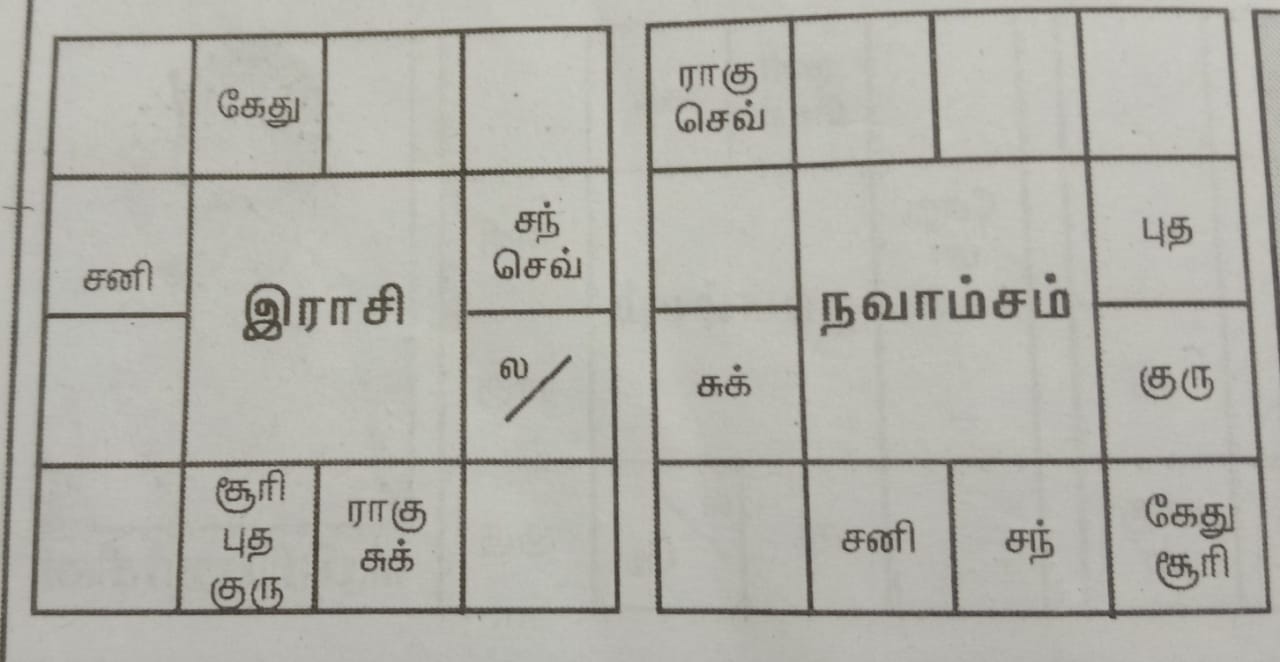 கேது
சந்
செவ்
சனி
இராசி
ல
சூரி
புத
குரு
ராகு
சுக்
ராகு
செவ்
புத
நவாம்சம்
சுக்
குரு
சனி
சந்
கேது
சூரி